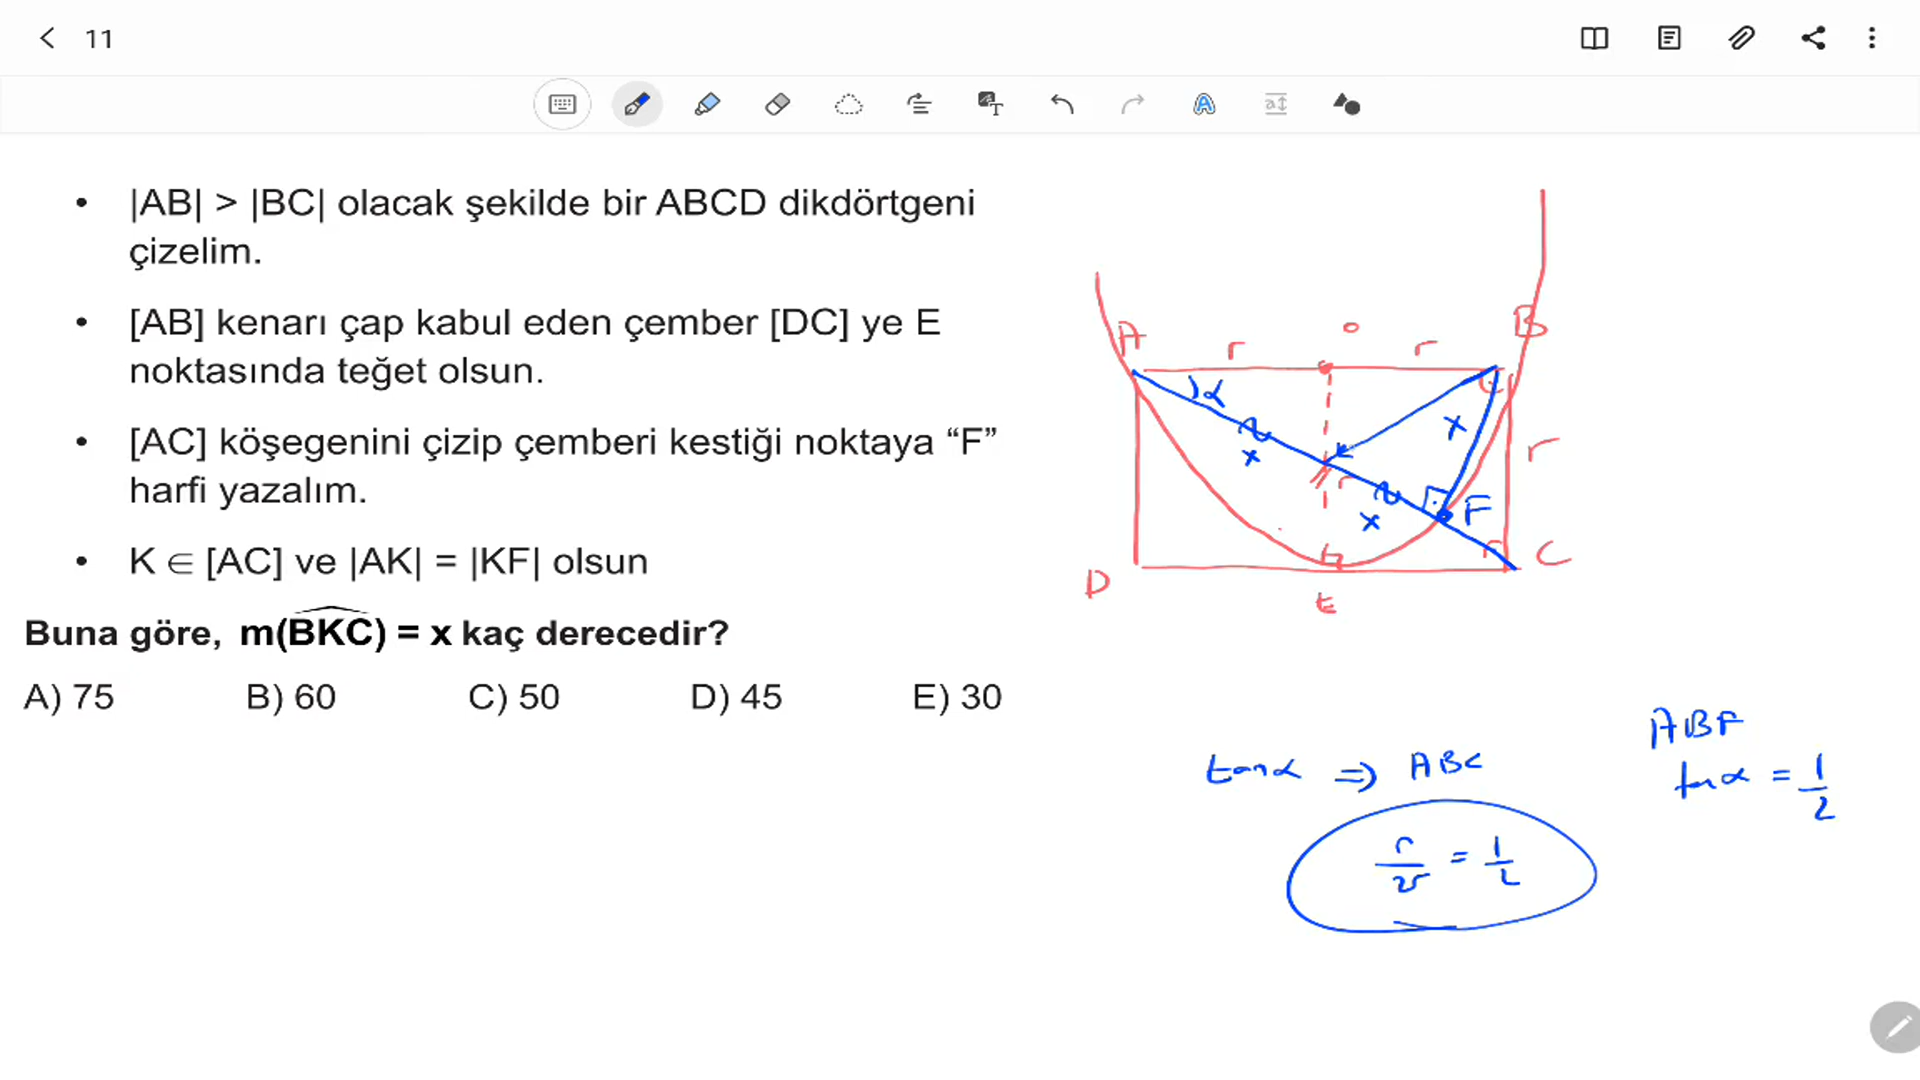 11
• |AB| > |BC| olacak şekilde bir ABCD dikdörtgeni
çizelim.
• [AB] kenarı çap kabul eden çember [DC] ye E
noktasında teğet olsun.
• [AC] köşegenini çizip çemberi kestiği noktaya “F”
harfi yazalım.
• K ∈ [AC] ve |AK| = |KF| olsun
Buna göre, m(BKC) = x kaç derecedir?
A) 75 B) 60 C) 50 D) 45 E) 30
A r o r B
α
x x r
x r F
D E C
tanα ⇒ ABC
r/2r = 1/2
ABF
tanα = 1/2